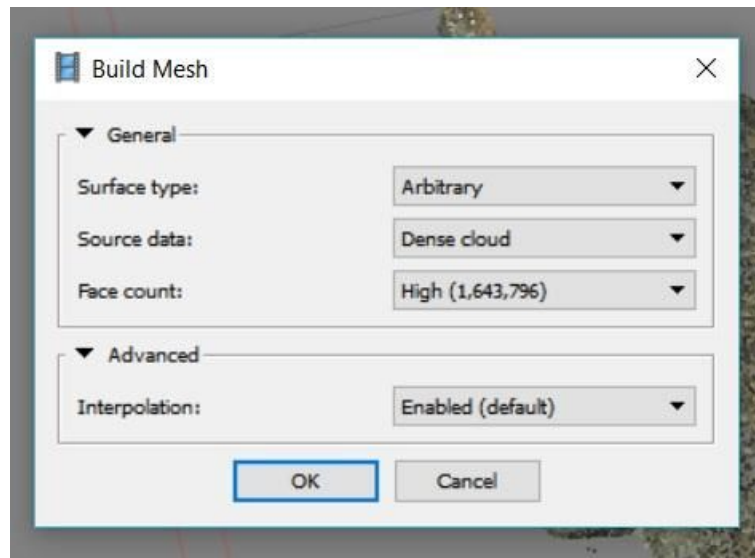 Build Mesh
General
Surface type: Arbitrary
Source data: Dense cloud
Face count: High (1,643,796)
Advanced
Interpolation: Enabled (default)
OK Cancel